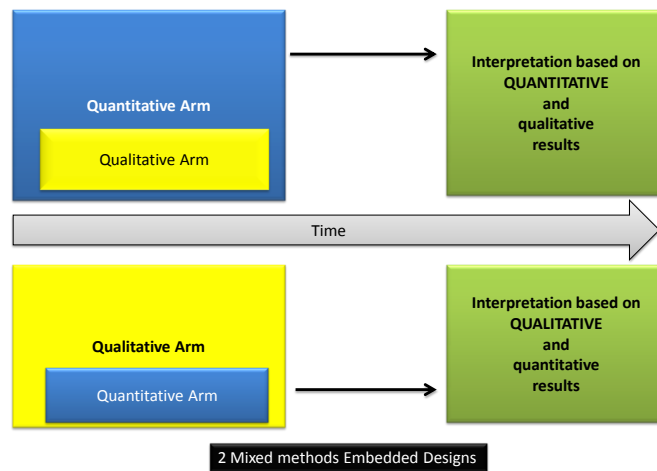 Quantitative Arm
Qualitative Arm
Interpretation based on
QUANTITATIVE
and
qualitative
results
Time
Qualitative Arm
Quantitative Arm
Interpretation based on
QUALITATIVE
and
quantitative
results
2 Mixed methods Embedded Designs